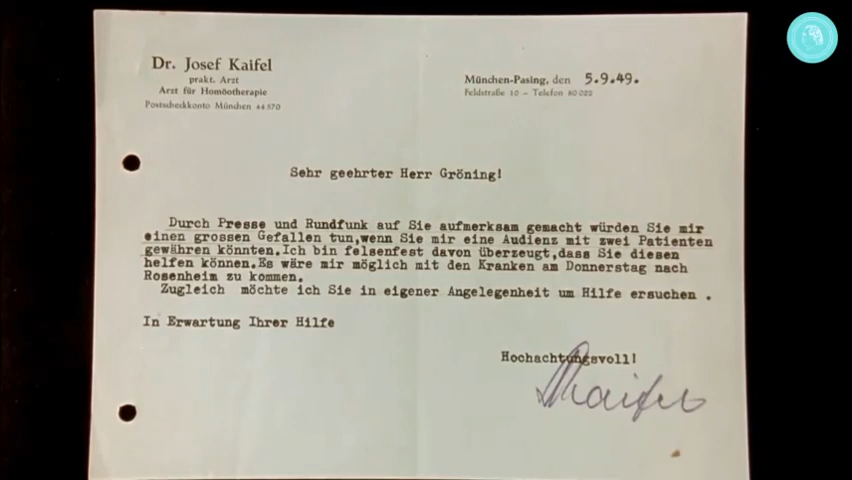 Dr. Josef Kaifel
prakt. Arzt
Arzt für Homöotherapie
Postscheckkonto München 44570
München-Pasing, den 5.9.49.
Feldstraße 10 – Telefon 80022
Sehr geehrter Herr Gröning!
Durch Presse und Rundfunk auf Sie aufmerksam gemacht würden Sie mir
einen grossen Gefallen tun,wenn Sie mir eine Audienz mit zwei Patienten
gewähren könnten.Ich bin felsenfest davon überzeugt,dass Sie diesen
helfen können.Es wäre mir möglich mit den Kranken am Donnerstag nach
Rosenheim zu kommen.
Zugleich möchte ich Sie in eigener Angelegenheit um Hilfe ersuchen .
In Erwartung Ihrer Hilfe
Hochachtungsvoll!
Kaifel